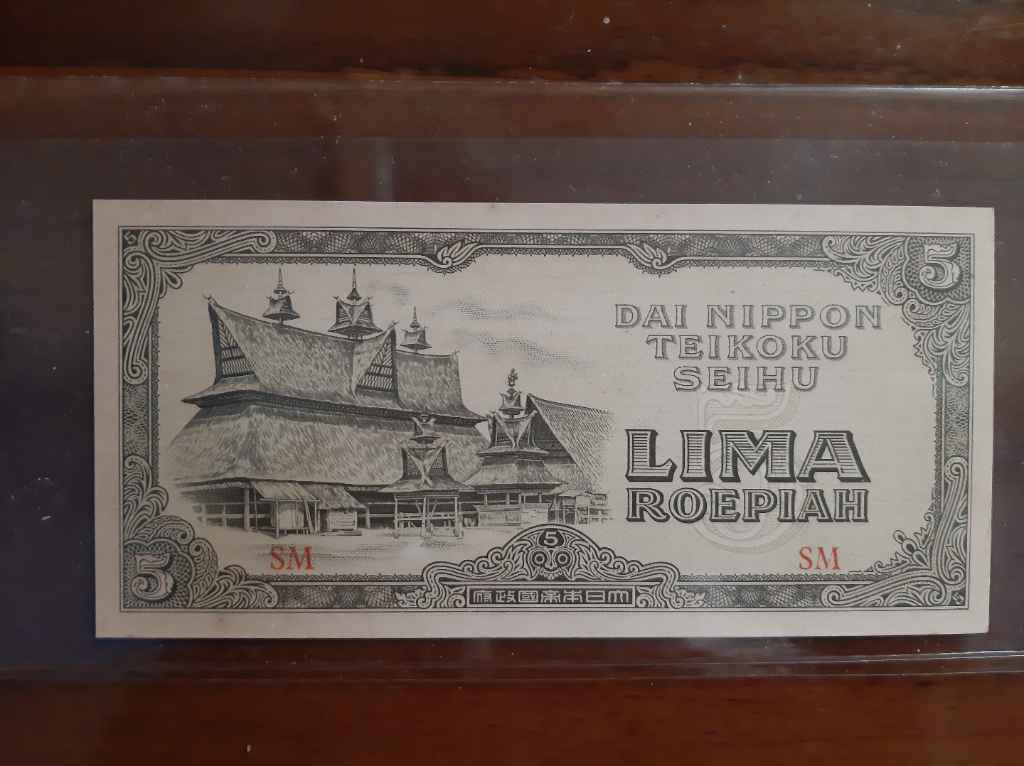 5
DAI NIPPON
TEIKOKU
SEIHU
LIMA
ROEPIAH
SM
SM
5
5
府政國帝本日大